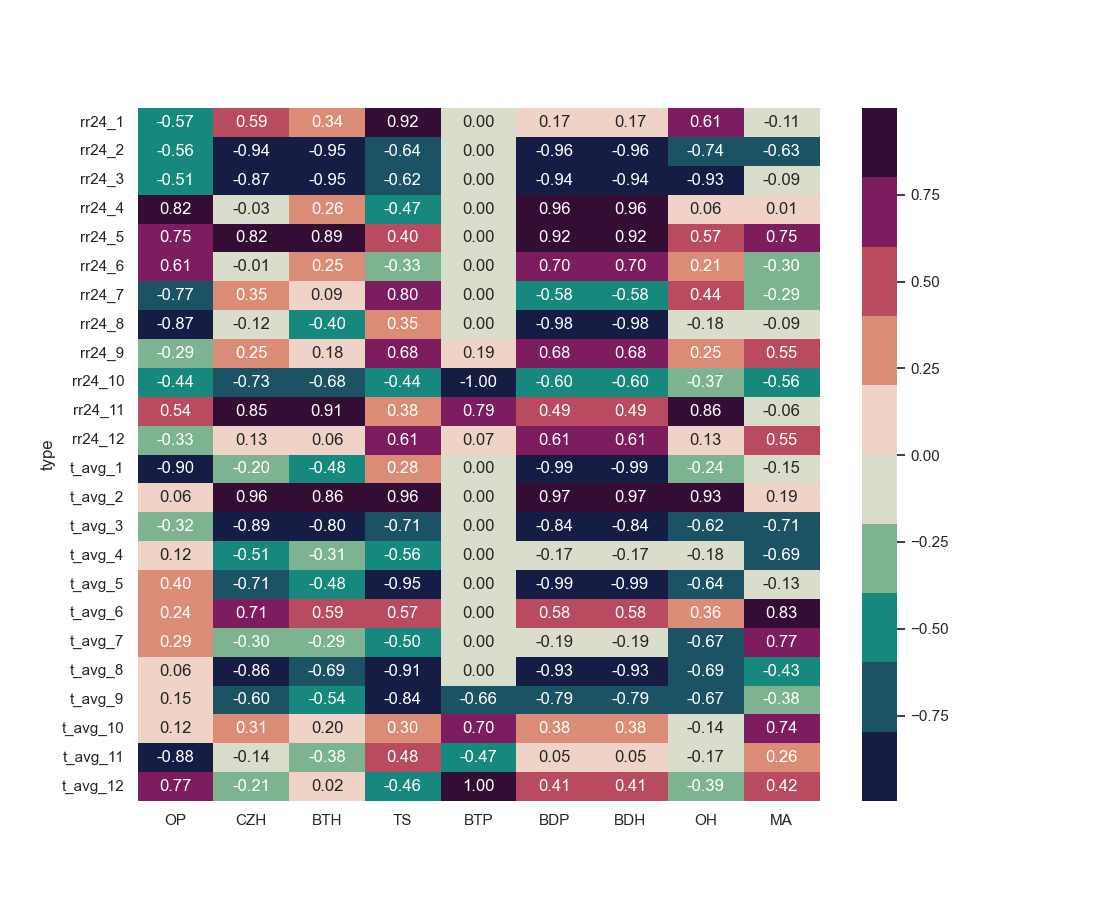 rr24_1 -0.57 0.59 0.34 0.92 0.00 0.17 0.17 0.61 -0.11
rr24_2 -0.56 -0.94 -0.95 -0.64 0.00 -0.96 -0.96 -0.74 -0.63
rr24_3 -0.51 -0.87 -0.95 -0.62 0.00 -0.94 -0.94 -0.93 -0.09
rr24_4 0.82 -0.03 0.26 -0.47 0.00 0.96 0.96 0.06 0.01
rr24_5 0.75 0.82 0.89 0.40 0.00 0.92 0.92 0.57 0.75
rr24_6 0.61 -0.01 0.25 -0.33 0.00 0.70 0.70 0.21 -0.30
rr24_7 -0.77 0.35 0.09 0.80 0.00 -0.58 -0.58 0.44 -0.29
rr24_8 -0.87 -0.12 -0.40 0.35 0.00 -0.98 -0.98 -0.18 -0.09
rr24_9 -0.29 0.25 0.18 0.68 0.19 0.68 0.68 0.25 0.55
rr24_10 -0.44 -0.73 -0.68 -0.44 -1.00 -0.60 -0.60 -0.37 -0.56
rr24_11 0.54 0.85 0.91 0.38 0.79 0.49 0.49 0.86 -0.06
rr24_12 -0.33 0.13 0.06 0.61 0.07 0.61 0.61 0.13 0.55
t_avg_1 -0.90 -0.20 -0.48 0.28 0.00 -0.99 -0.99 -0.24 -0.15
t_avg_2 0.06 0.96 0.86 0.96 0.00 0.97 0.97 0.93 0.19
t_avg_3 -0.32 -0.89 -0.80 -0.71 0.00 -0.84 -0.84 -0.62 -0.71
t_avg_4 0.12 -0.51 -0.31 -0.56 0.00 -0.17 -0.17 -0.18 -0.69
t_avg_5 0.40 -0.71 -0.48 -0.95 0.00 -0.99 -0.99 -0.64 -0.13
t_avg_6 0.24 0.71 0.59 0.57 0.00 0.58 0.58 0.36 0.83
t_avg_7 0.29 -0.30 -0.29 -0.50 0.00 -0.19 -0.19 -0.67 0.77
t_avg_8 0.06 -0.86 -0.69 -0.91 0.00 -0.93 -0.93 -0.69 -0.43
t_avg_9 0.15 -0.60 -0.54 -0.84 -0.66 -0.79 -0.79 -0.67 -0.38
t_avg_10 0.12 0.31 0.20 0.30 0.70 0.38 0.38 -0.14 0.74
t_avg_11 -0.88 -0.14 -0.38 0.48 -0.47 0.05 0.05 -0.17 0.26
t_avg_12 0.77 -0.21 0.02 -0.46 1.00 0.41 0.41 -0.39 0.42
OP CZH BTH TS BTP BDP BDH OH MA
type
0.75
0.50
0.25
0.00
−0.25
−0.50
−0.75